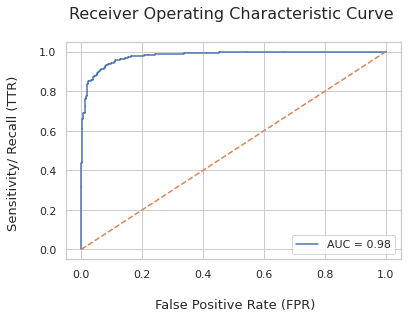 Receiver Operating Characteristic Curve
1.0
0.8
0.6
0.4
0.2
0.0
Sensitivity/ Recall (TTR)
AUC = 0.98
0.0 0.2 0.4 0.6 0.8 1.0
False Positive Rate (FPR)